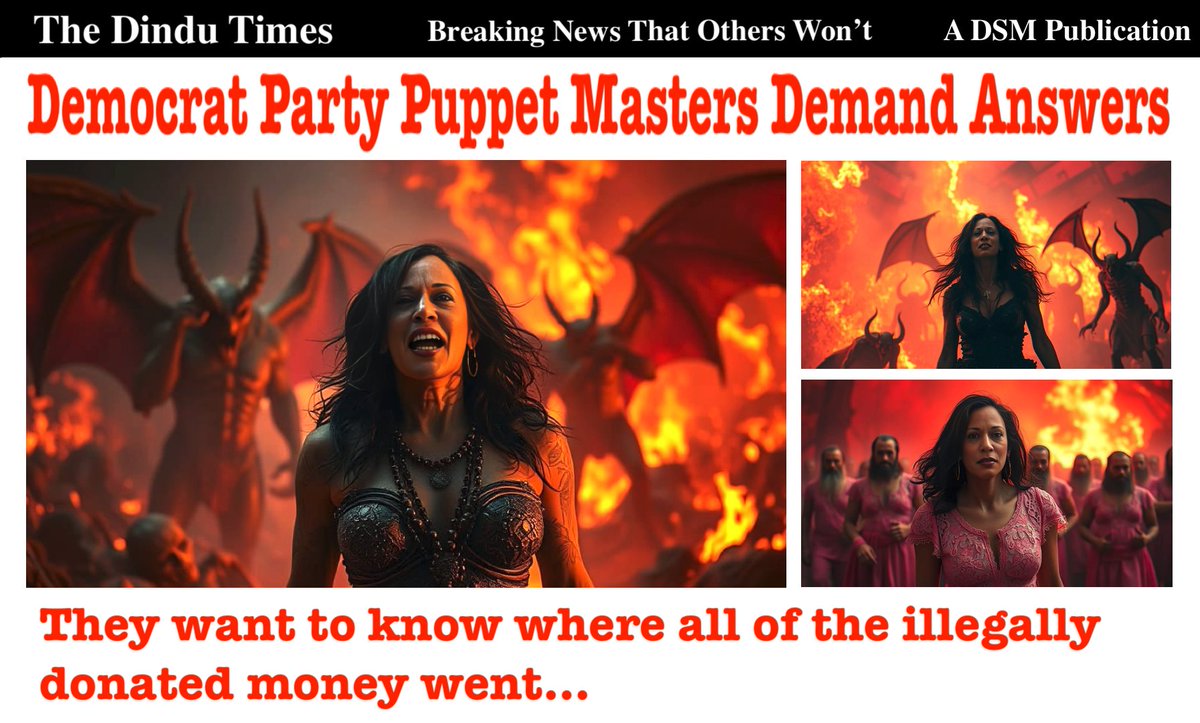 The Dindu Times Breaking News That Others Won't A DSM Publication
Democrat Party Puppet Masters Demand Answers
They want to know where all of the illegally
donated money went...